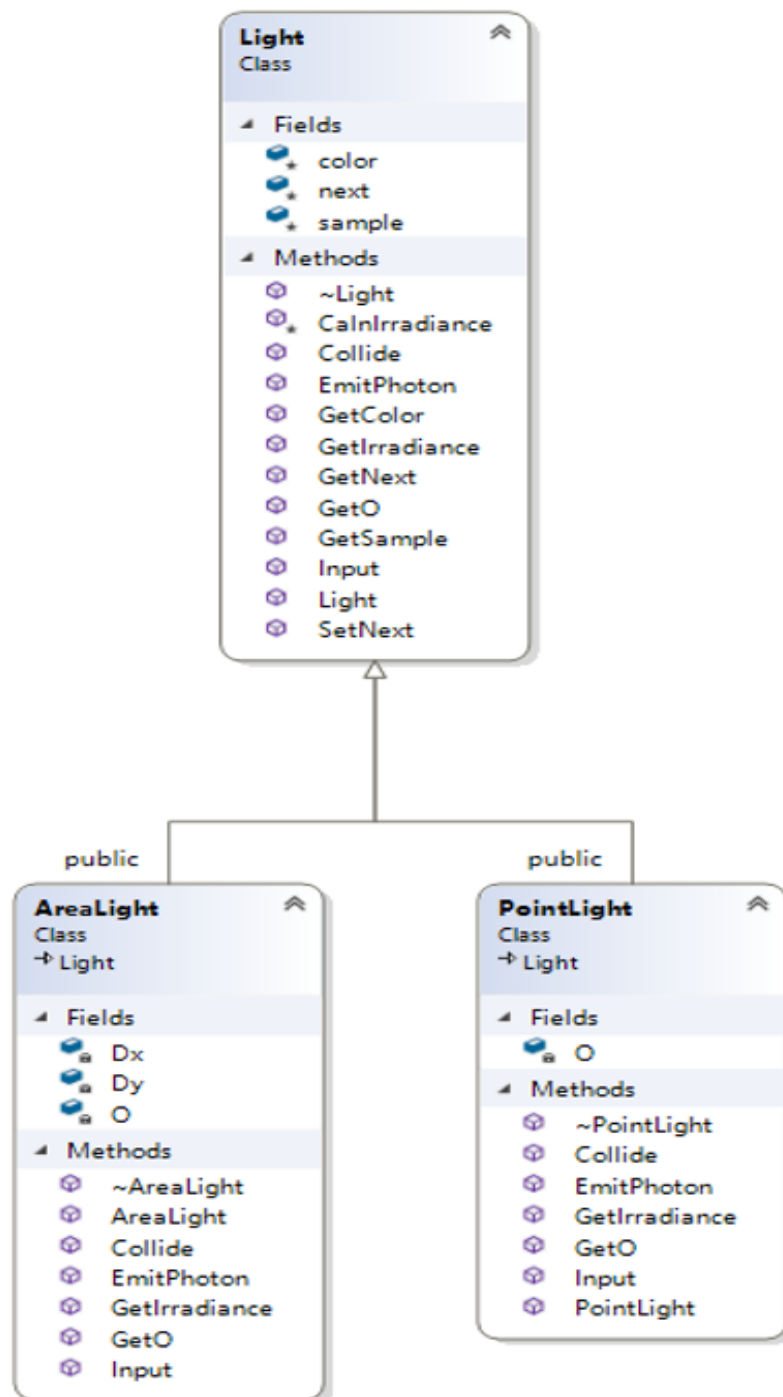 Light
Class
Fields
color
next
sample
Methods
~Light
CalnIrradiance
Collide
EmitPhoton
GetColor
GetIrradiance
GetNext
GetO
GetSample
Input
Light
SetNext
public
public
AreaLight
Class
Light
Fields
Dx
Dy
O
Methods
~AreaLight
AreaLight
Collide
EmitPhoton
GetIrradiance
GetO
Input
PointLight
Class
Light
Fields
O
Methods
~PointLight
Collide
EmitPhoton
GetIrradiance
GetO
Input
PointLight